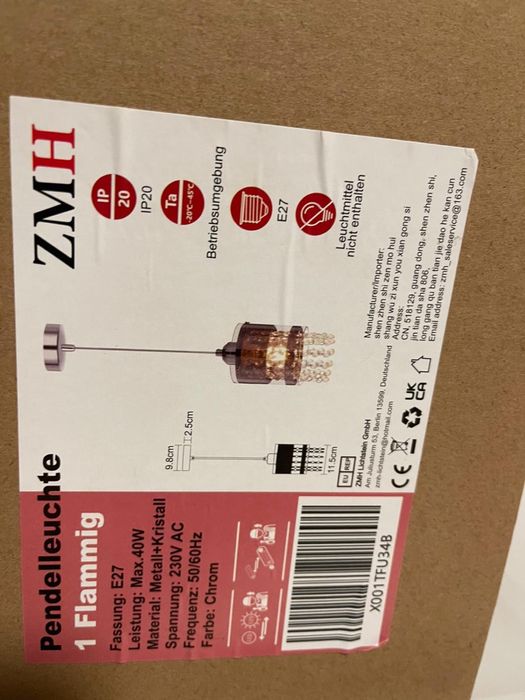 ZMH
IP
20
IP20
Ta
-20°C~45°C
Betriebsumgebung
E27
Leuchtmittel
nicht enthalten
9.8cm
2.5cm
11.5cm
Manufacturer/Importer:
shen zhen shi zen mo hui
shang wu zi xun you xian gong si
Address:
CN, 518129, guang dong, shen zhen shi,
jin tian da sha 806,
long gang qu ban tian jie dao he kan cun
Email address: zmh_saleservice@163.com
EU REP
ZMH Lichstein GmbH
Am Juliusturm 53, Berlin 13599, Deutschland
zmh-lichstein@hotmail.com
CE
UK
CA
Pendelleuchte
1 Flammig
Fassung: E27
Leistung: Max.40W
Material: Metall+Kristall
Spannung: 230V AC
Frequenz: 50/60Hz
Farbe: Chrom
X001TFU34B